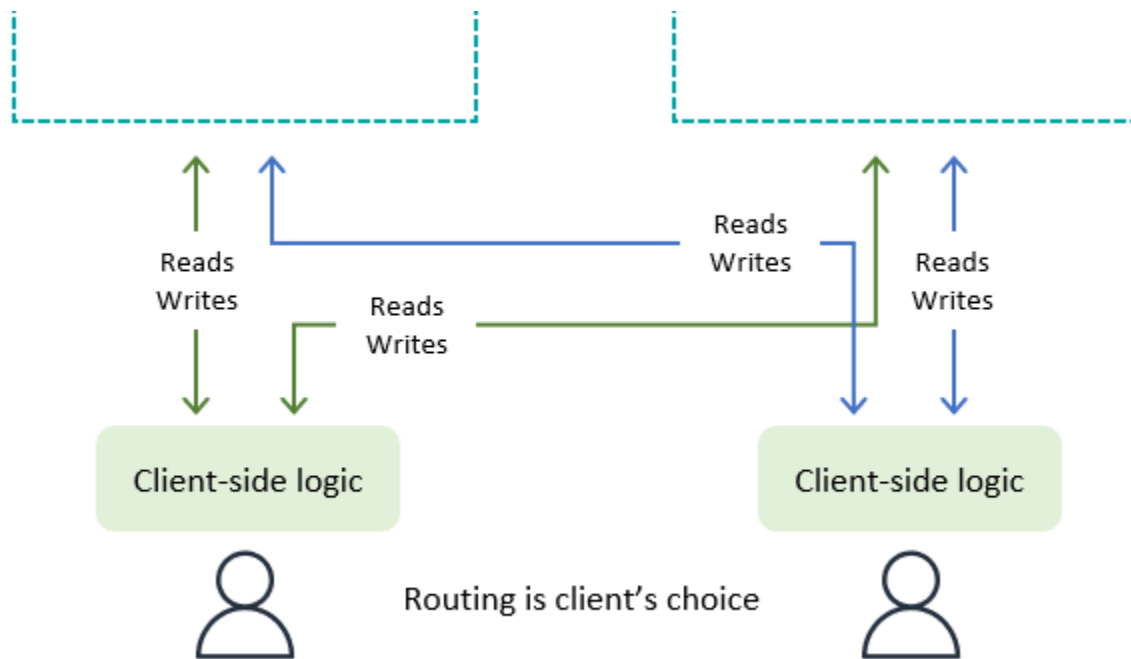 Reads
Writes
Reads
Writes
Reads
Writes
Reads
Writes
Client-side logic
Client-side logic
Routing is client’s choice